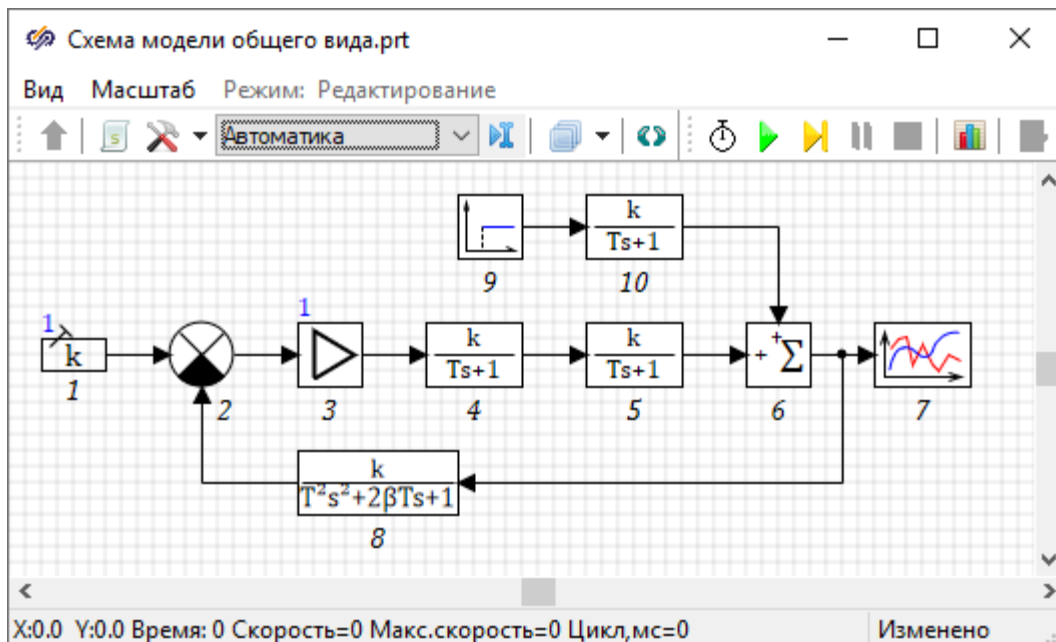 Схема модели общего вида.prt
Вид Масштаб Режим: Редактирование
Автоматика
k
Ts+1
9
10
1
k
1
2
1
3
k
Ts+1
4
k
Ts+1
5
+ + Σ
6
7
k
T²s²+2βTs+1
8
X:0.0 Y:0.0 Время: 0 Скорость=0 Макс.скорость=0 Цикл,мс=0 Изменено